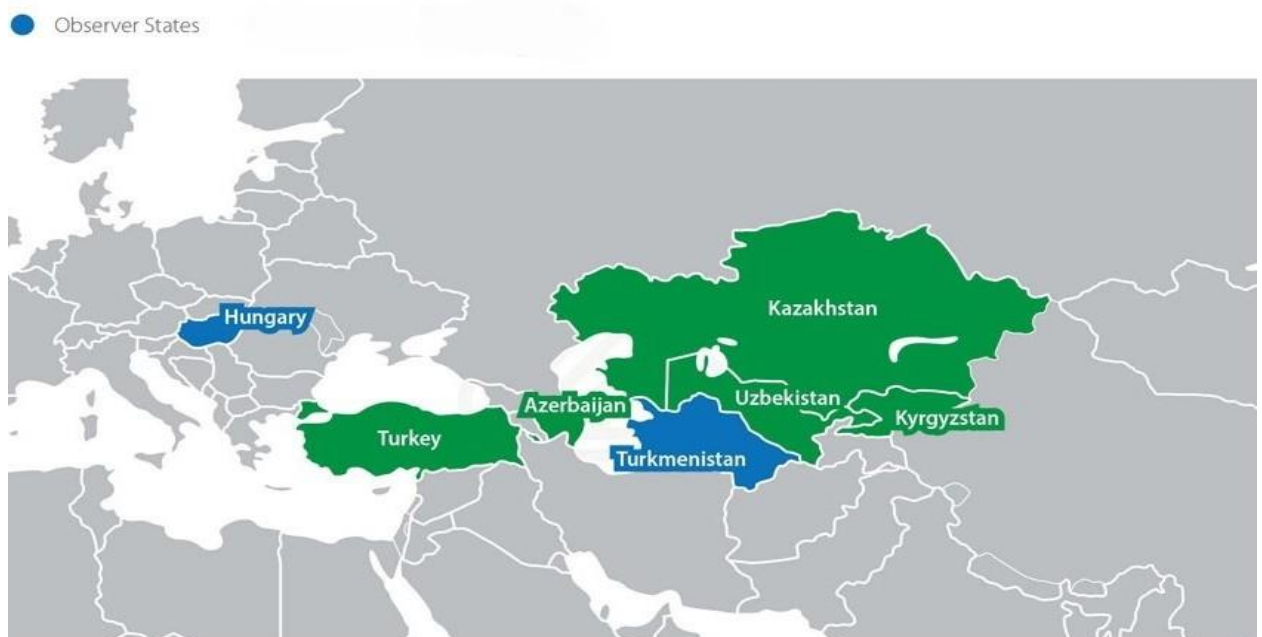 Observer States
Kazakhstan
Hungary
Uzbekistan
Azerbaijan
Kyrgyzstan
Turkey
Turkmenistan